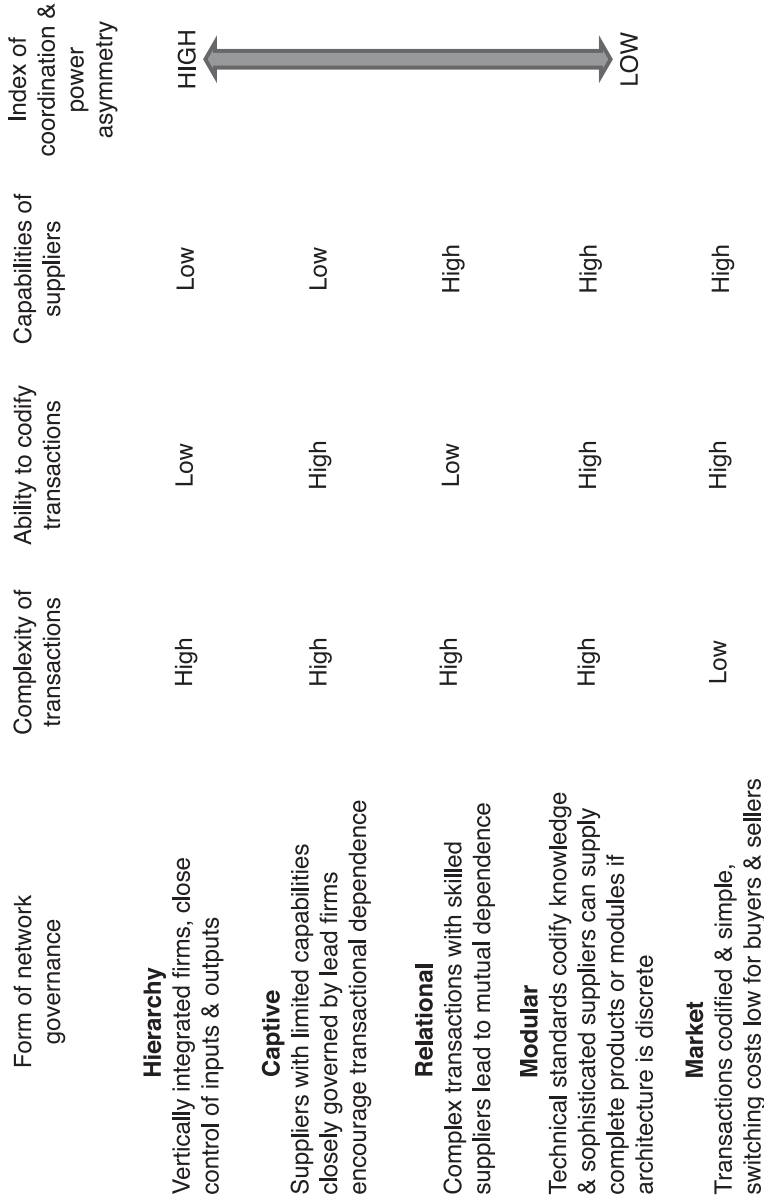 Form of network
governance
Complexity of
transactions
Ability to codify
transactions
Capabilities of
suppliers
Index of
coordination &
power
asymmetry
Hierarchy
Vertically integrated firms, close
control of inputs & outputs
High
Low
Low
HIGH
Captive
Suppliers with limited capabilities
closely governed by lead firms
encourage transactional dependence
High
High
Low
Relational
Complex transactions with skilled
suppliers lead to mutual dependence
High
Low
High
Modular
Technical standards codify knowledge
& sophisticated suppliers can supply
complete products or modules if
architecture is discrete
High
High
High
LOW
Market
Transactions codified & simple,
switching costs low for buyers & sellers
Low
High
High